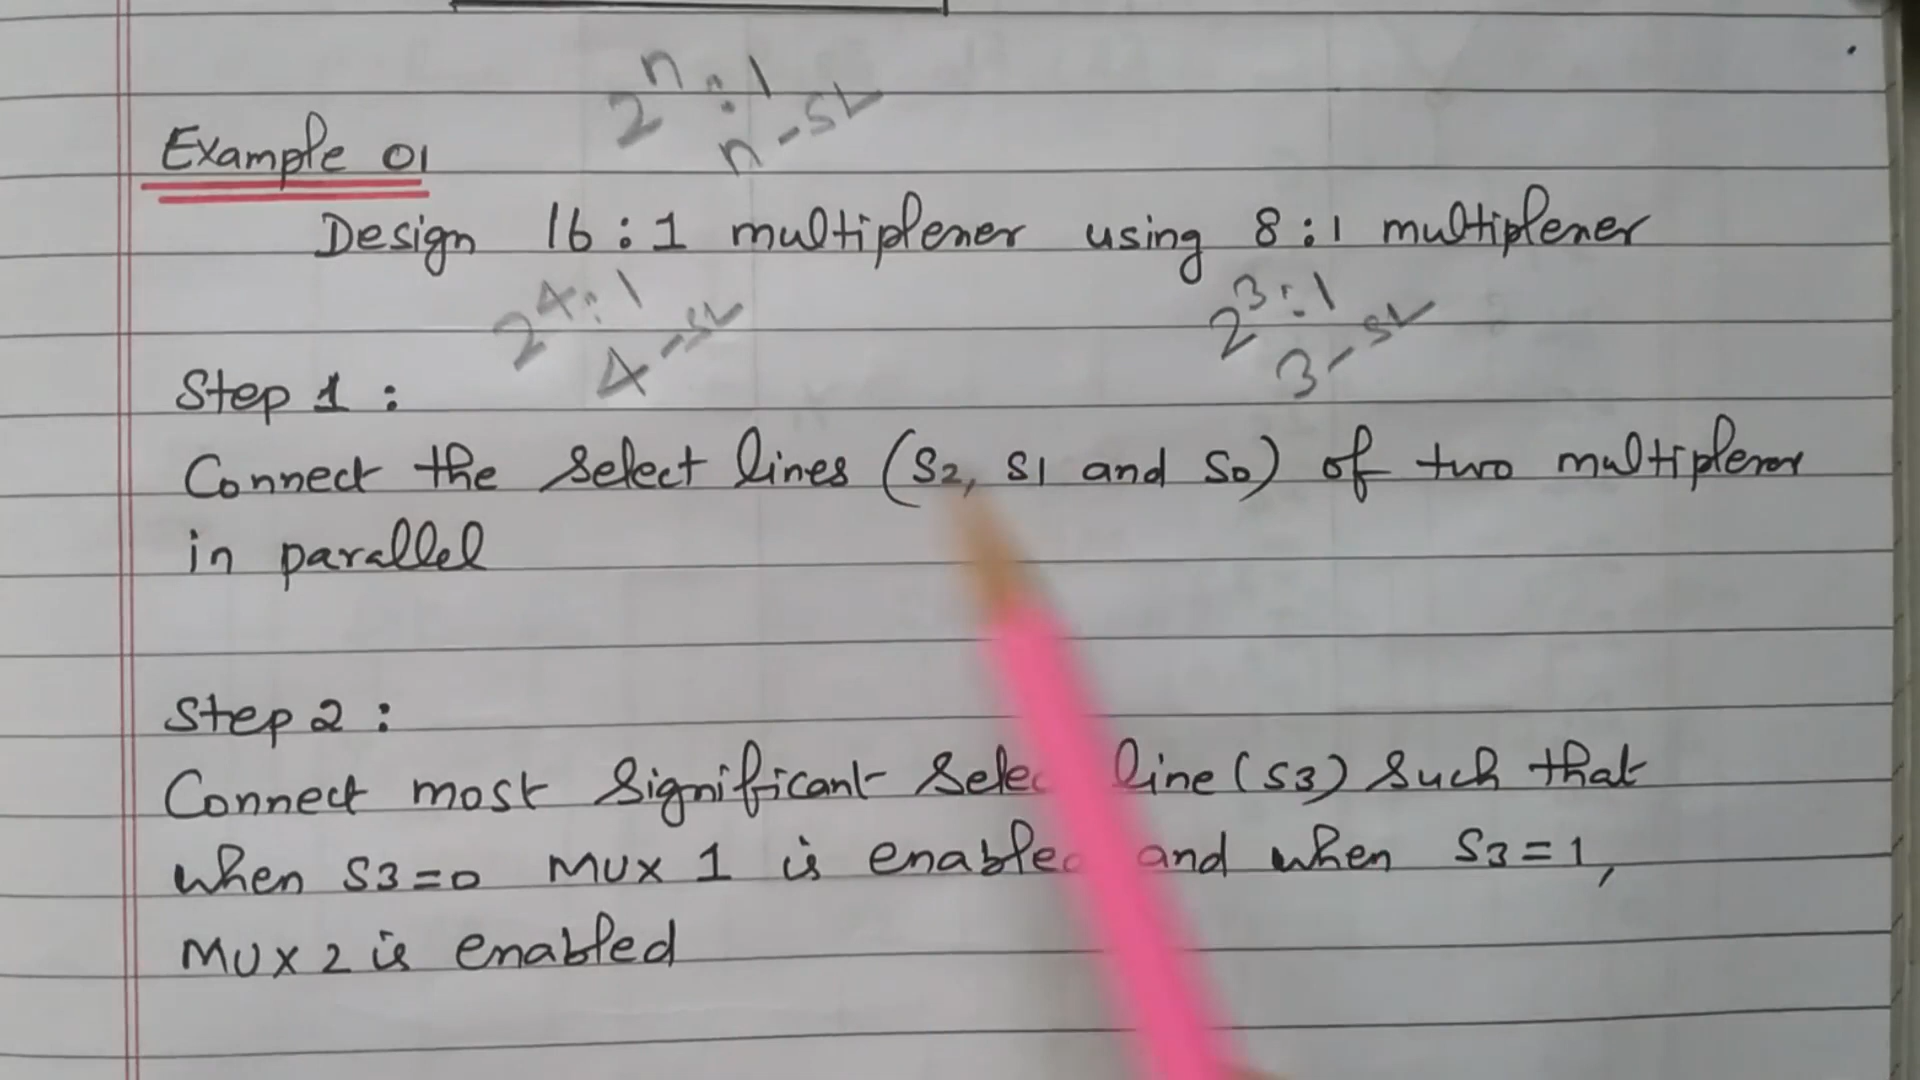 2^n : 1
n - SL
Example 01
Design 16 : 1 multiplexer using 8 : 1 multiplexer
2^4 : 1
4 - SL
2^3 : 1
3 - SL
Step 1 :
Connect the select lines (S2, S1 and S0) of two multiplexer
in parallel
Step 2 :
Connect most significant selec line (S3) such that
when S3=0 MUX 1 is enabled and when S3=1,
MUX 2 is enabled